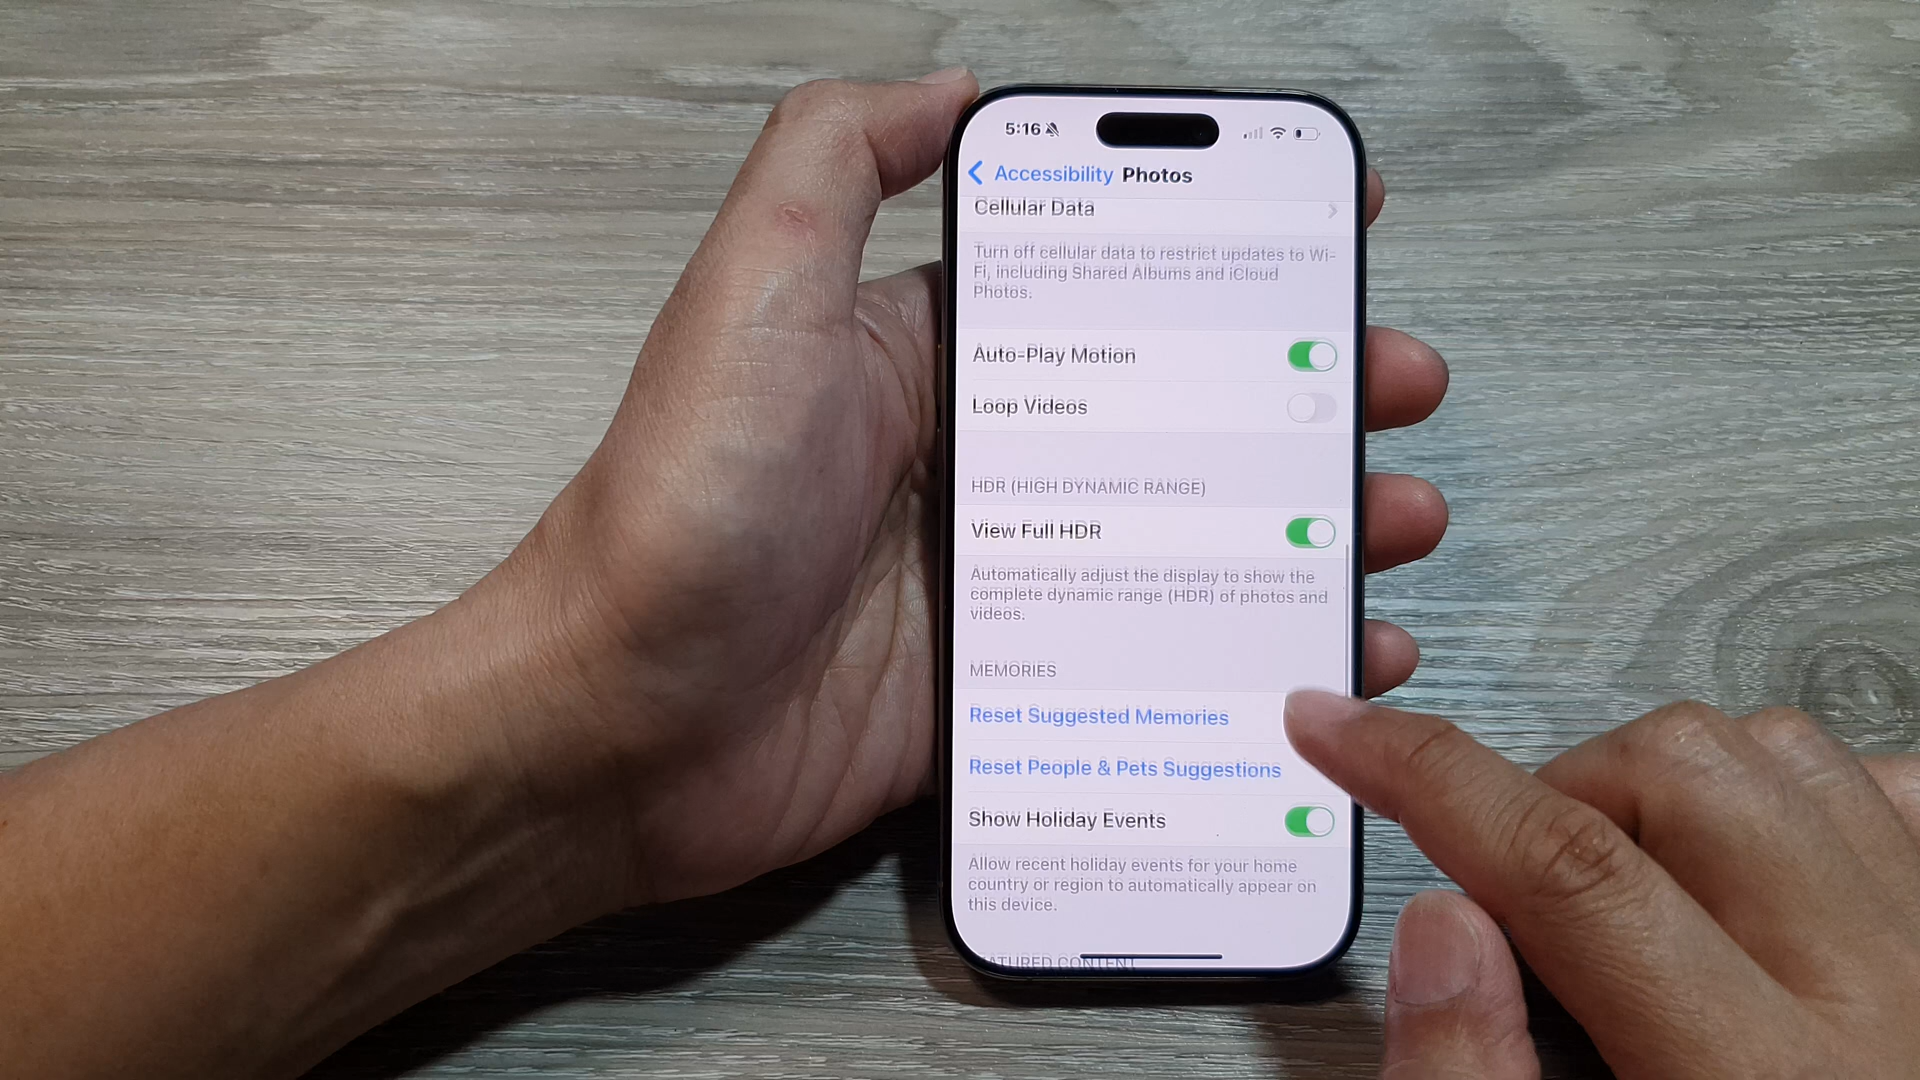 5:16
Accessibility Photos
Cellular Data
Turn off cellular data to restrict updates to Wi-
Fi, including Shared Albums and iCloud
Photos.
Auto-Play Motion
Loop Videos
HDR (HIGH DYNAMIC RANGE)
View Full HDR
Automatically adjust the display to show the
complete dynamic range (HDR) of photos and
videos.
MEMORIES
Reset Suggested Memories
Reset People & Pets Suggestions
Show Holiday Events
Allow recent holiday events for your home
country or region to automatically appear on
this device.
FEATURED CONTENT